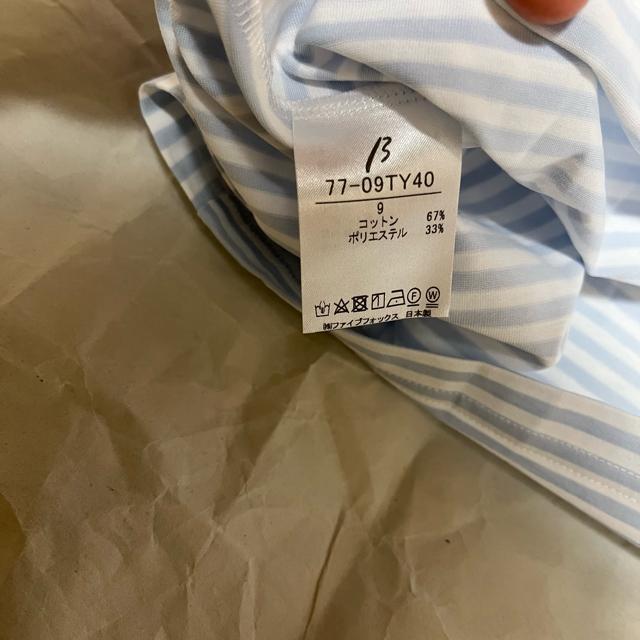 13
77-09TY40
9
コットン 67%
ポリエステル 33%
F W
㈱ファイブフォックス 日本製